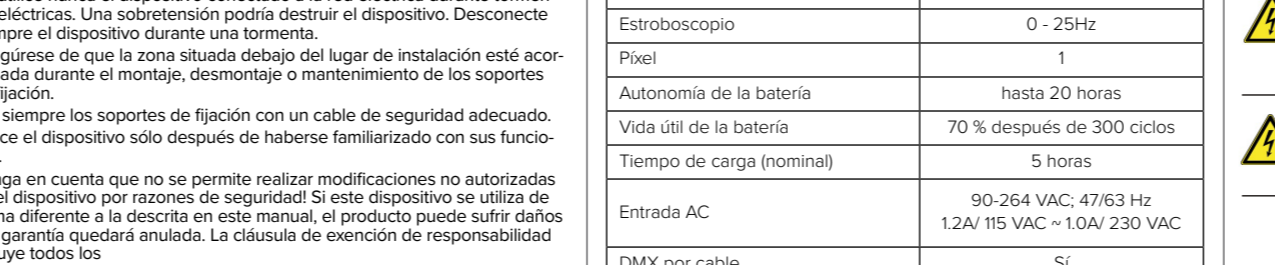 eléctricas. Una sobretensión podría destruir el dispositivo. Desconecte
mpre el dispositivo durante una tormenta.
gúrese de que la zona situada debajo del lugar de instalación esté acor-
ada durante el montaje, desmontaje o mantenimiento de los soportes
ijación.
siempre los soportes de fijación con un cable de seguridad adecuado.
ce el dispositivo sólo después de haberse familiarizado con sus funcio-
.
ga en cuenta que no se permite realizar modificaciones no autorizadas
el dispositivo por razones de seguridad! Si este dispositivo se utiliza de
ma diferente a la descrita en este manual, el producto puede sufrir daños
garantía quedará anulada. La cláusula de exención de responsabilidad
uye todos los
Estroboscopio 0 - 25Hz
Píxel 1
Autonomía de la batería hasta 20 horas
Vida útil de la batería 70 % después de 300 ciclos
Tiempo de carga (nominal) 5 horas
Entrada AC 90-264 VAC; 47/63 Hz
1.2A/ 115 VAC ~ 1.0A/ 230 VAC
DMX por cable Sí